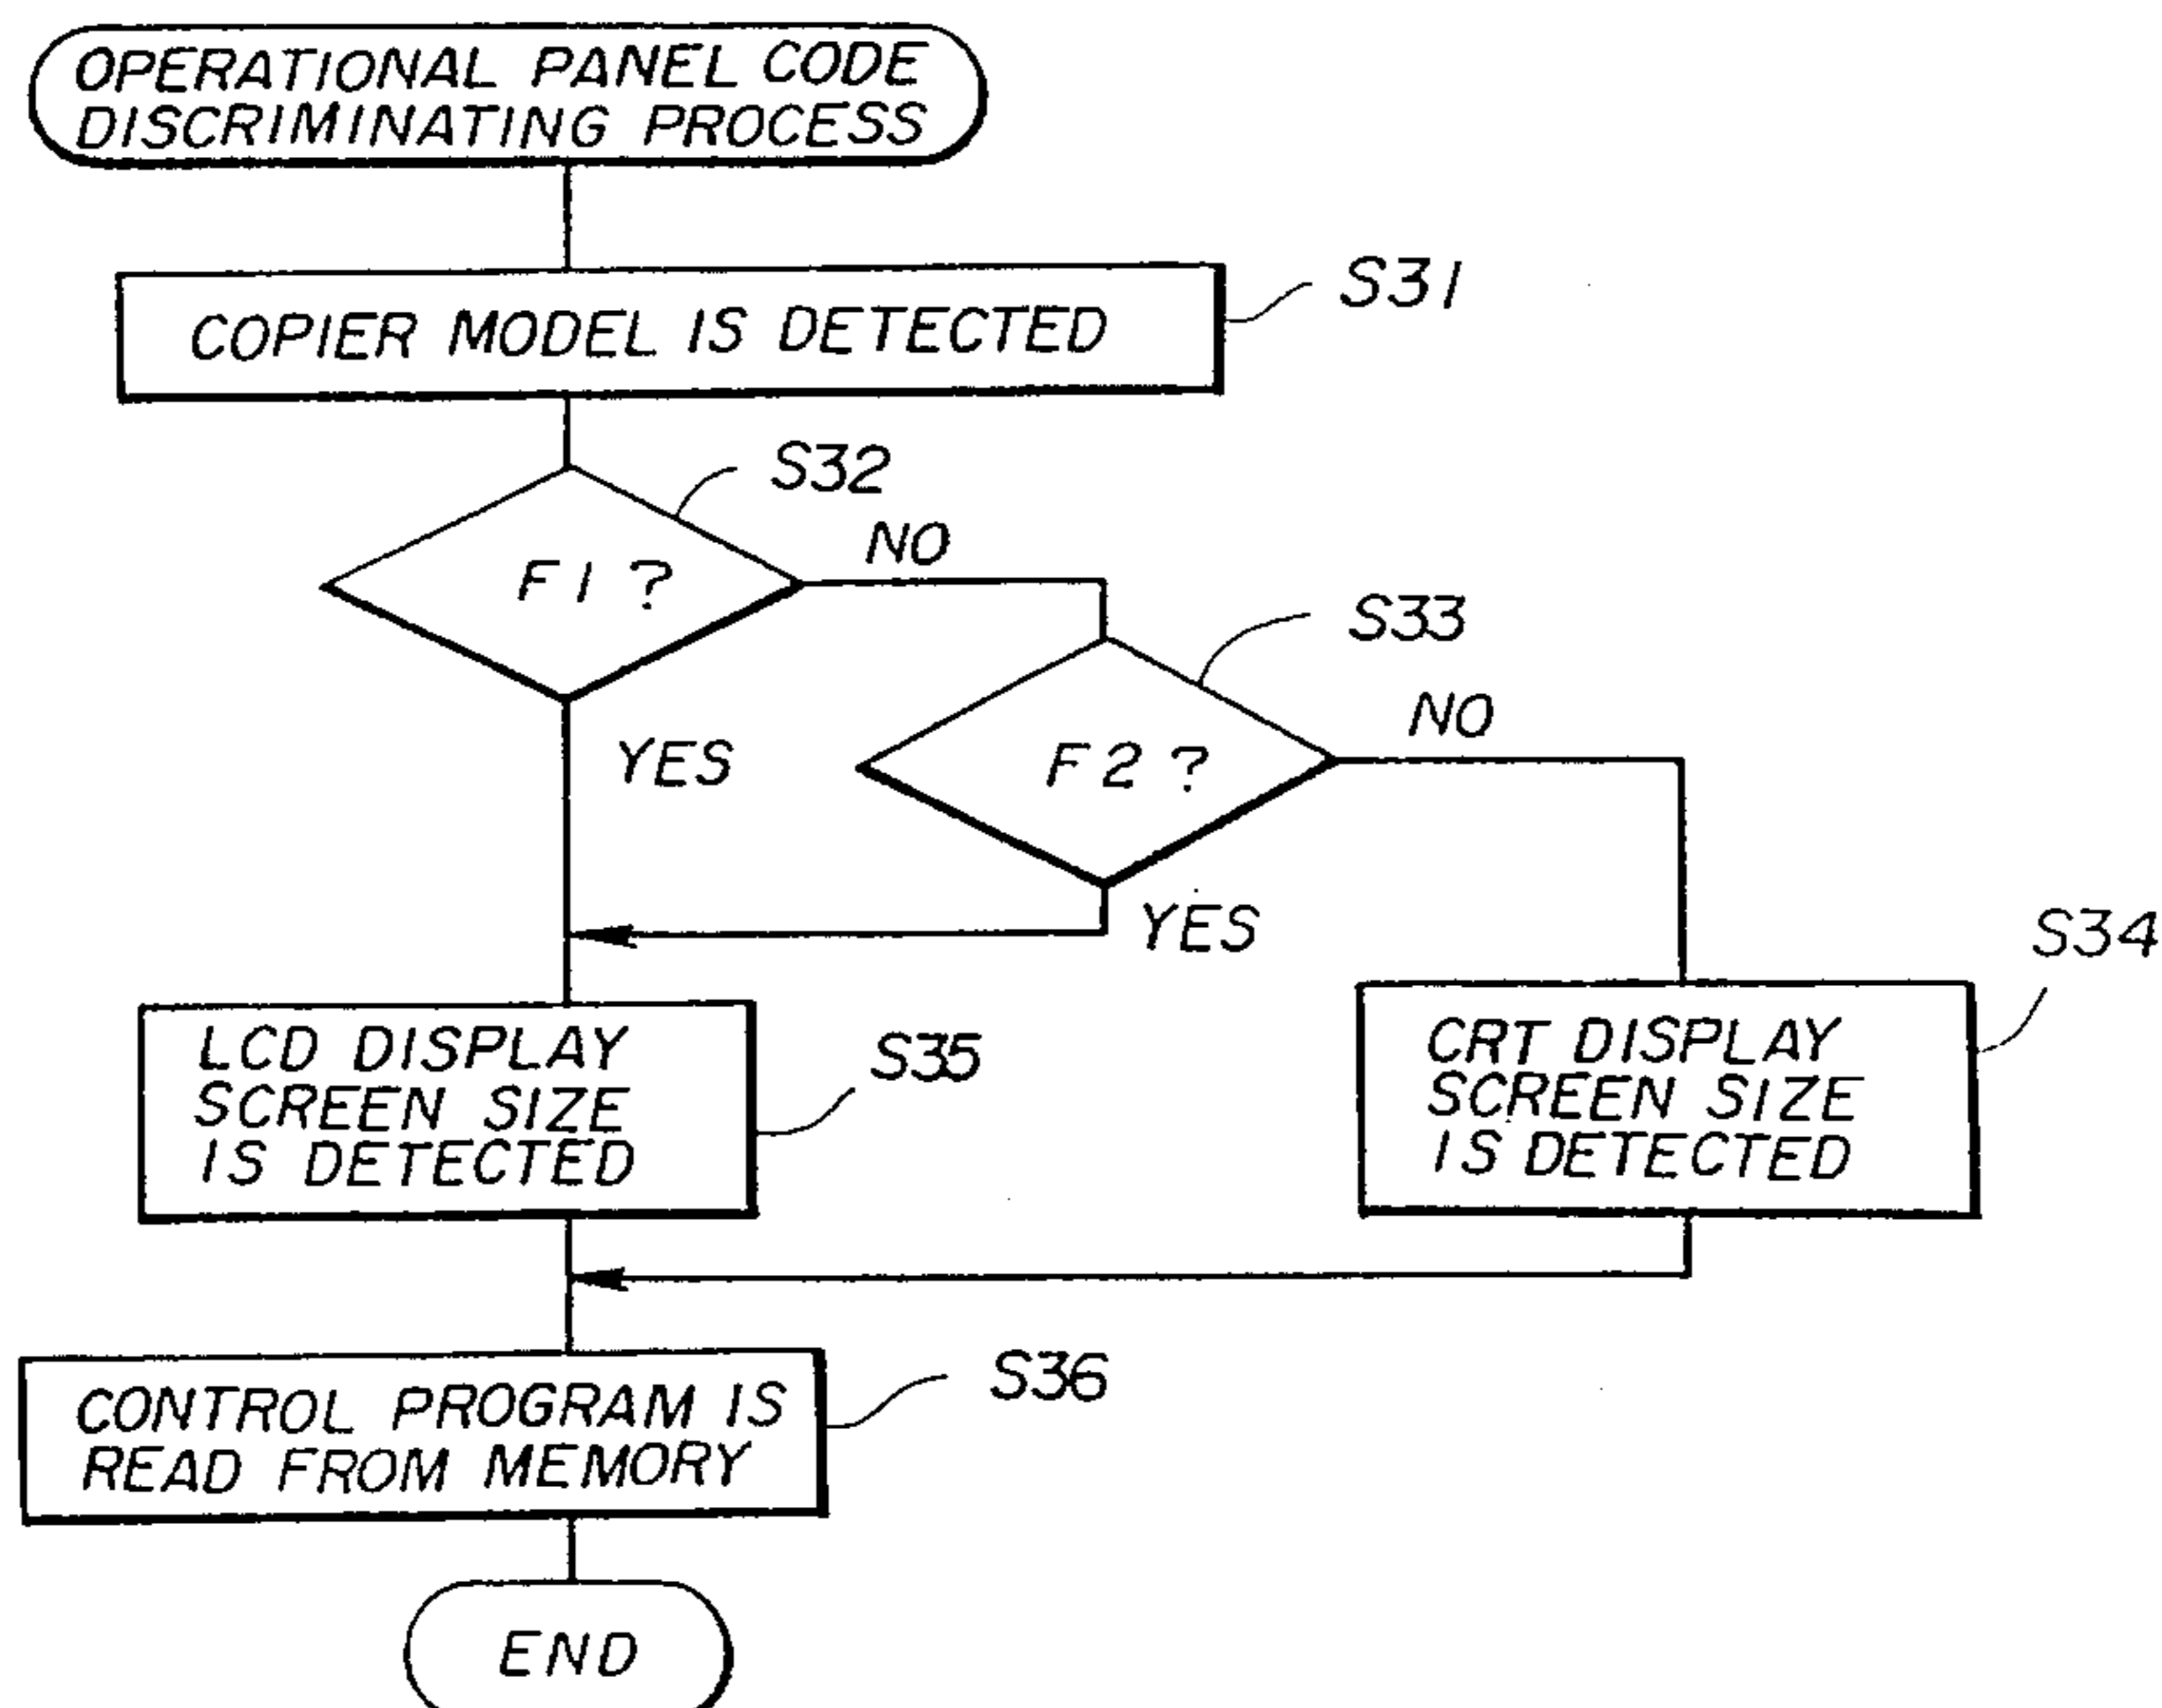 OPERATIONAL PANEL CODE
DISCRIMINATING PROCESS
S31
COPIER MODEL IS DETECTED
S32
NO
F1?
S33
NO
YES
F2?
YES
S34
LCD DISPLAY
SCREEN SIZE
IS DETECTED
S35
CRT DISPLAY
SCREEN SIZE
IS DETECTED
S36
CONTROL PROGRAM IS
READ FROM MEMORY
END